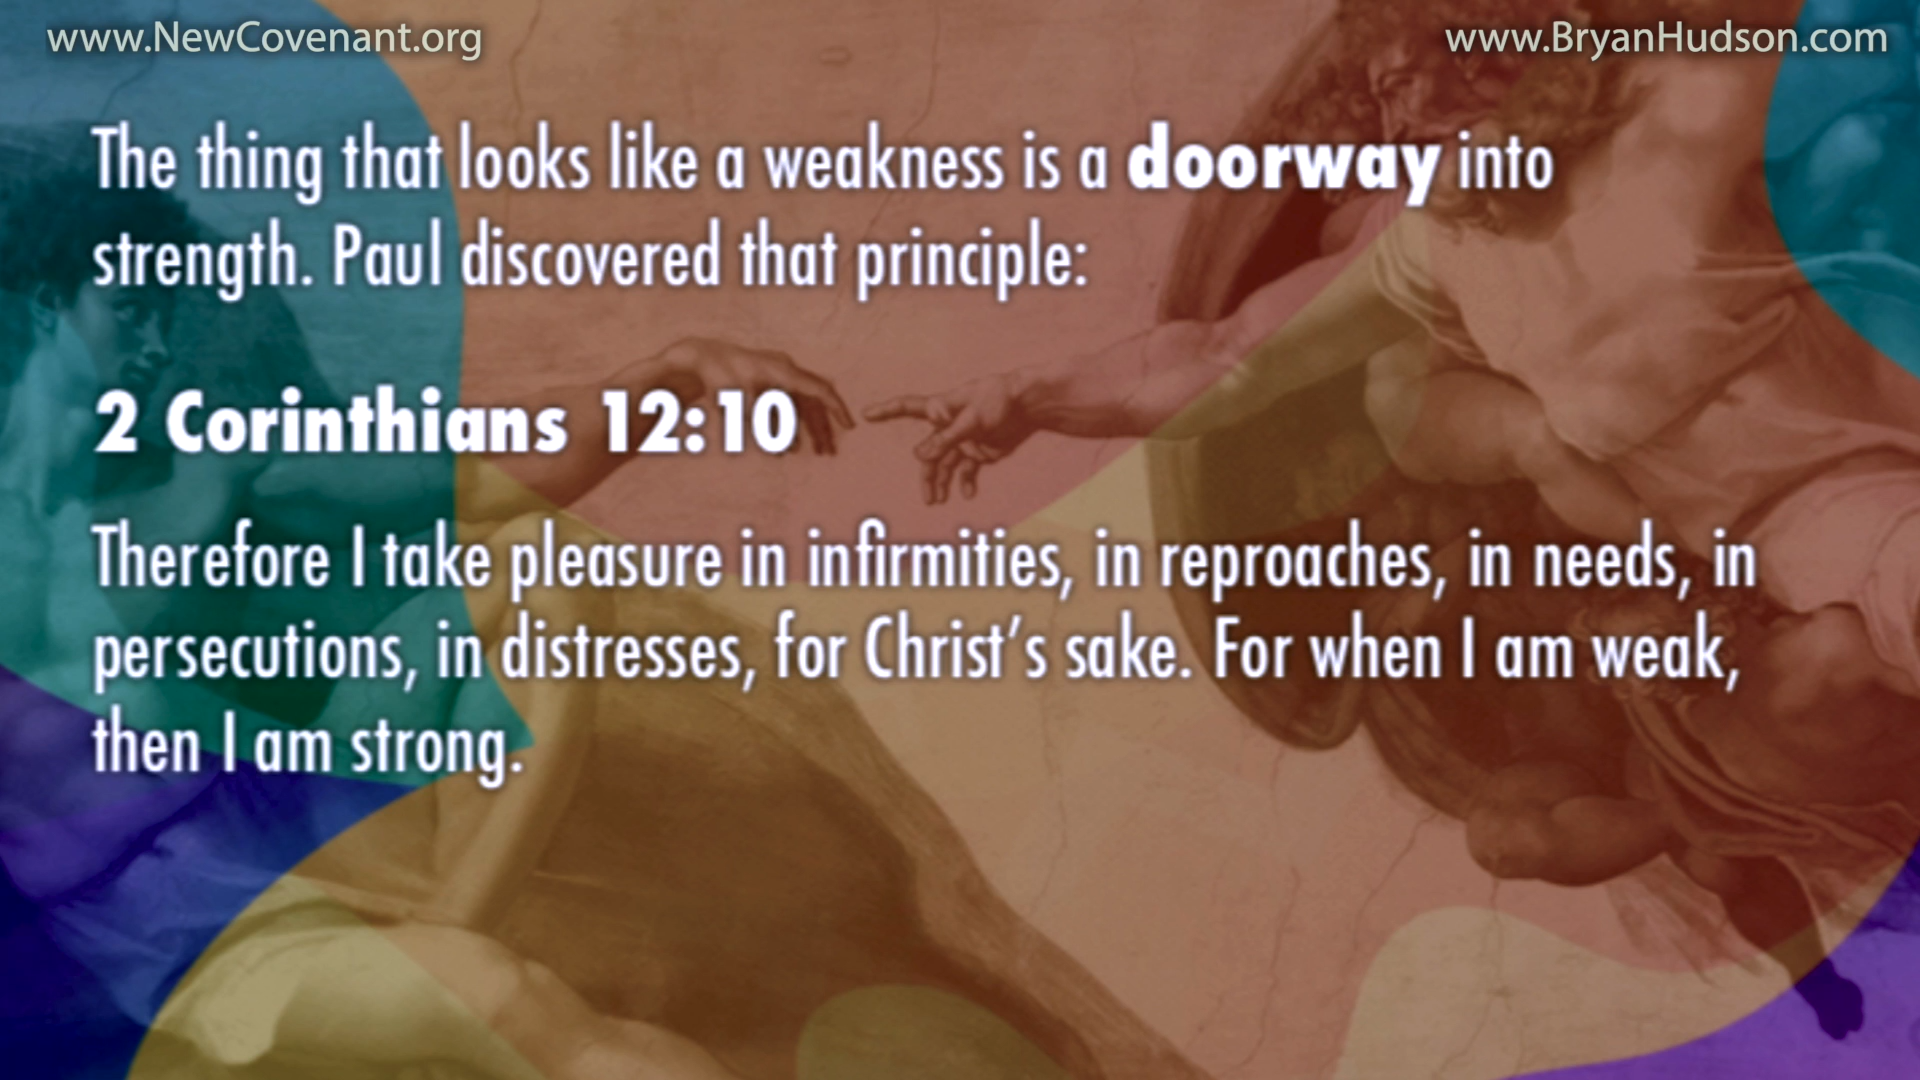 www.NewCovenant.org
www.BryanHudson.com
The thing that looks like a weakness is a doorway into
strength. Paul discovered that principle:
2 Corinthians 12:10
Therefore I take pleasure in infirmities, in reproaches, in needs, in
persecutions, in distresses, for Christ’s sake. For when I am weak,
then I am strong.